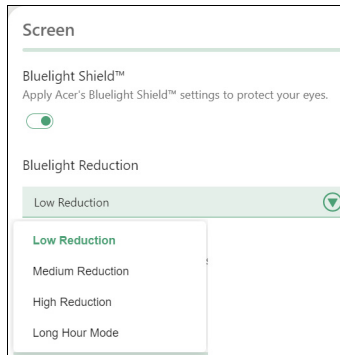 Screen
Bluelight Shield™
Apply Acer's Bluelight Shield™ settings to protect your eyes.
Bluelight Reduction
Low Reduction
Low Reduction
Medium Reduction
High Reduction
Long Hour Mode